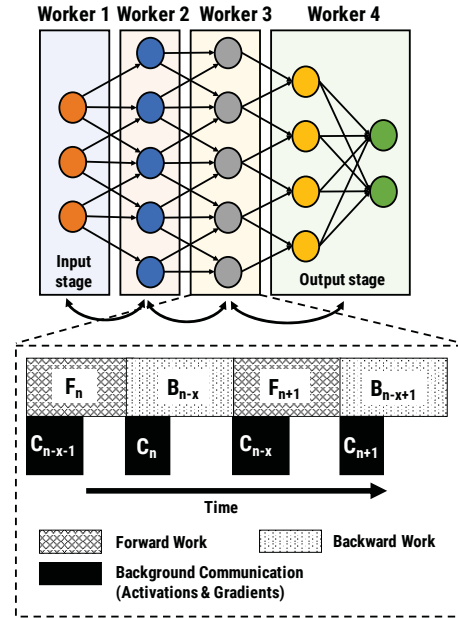 Worker 1 Worker 2 Worker 3 Worker 4
Input
stage
Output stage
Fn Bn-x Fn+1 Bn-x+1
Cn-x-1 Cn Cn-x Cn+1
Time
Forward Work Backward Work
Background Communication
(Activations & Gradients)